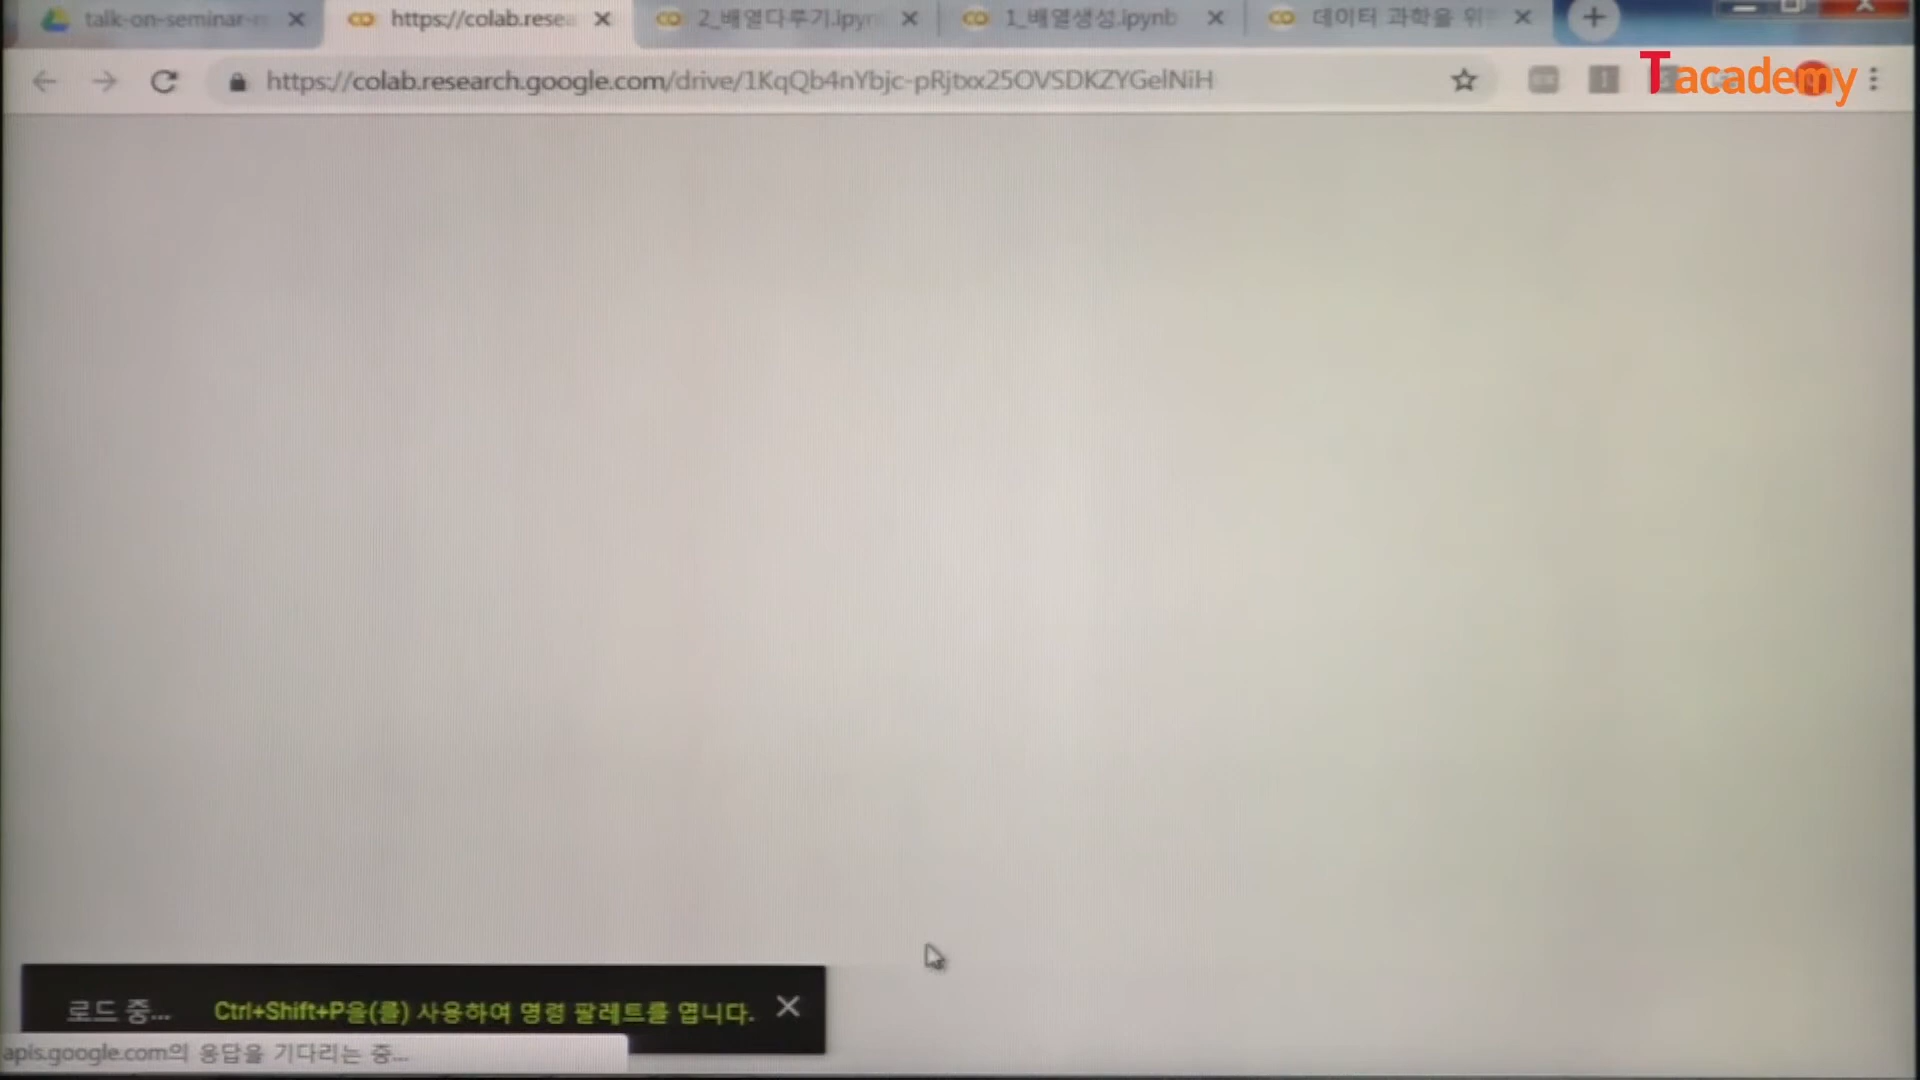 talk-on-seminar-
https://colab.resea
2_배열다루기.ipyn
1_배열생성.ipynb
데이터 과학을 위
https://colab.research.google.com/drive/1KqQb4nYbjc-pRjtxx25OVSDKZYGelNiH
Tacademy
로드 중...
Ctrl+Shift+P을(를) 사용하여 명령 팔레트를 엽니다.
apis.google.com의 응답을 기다리는 중...